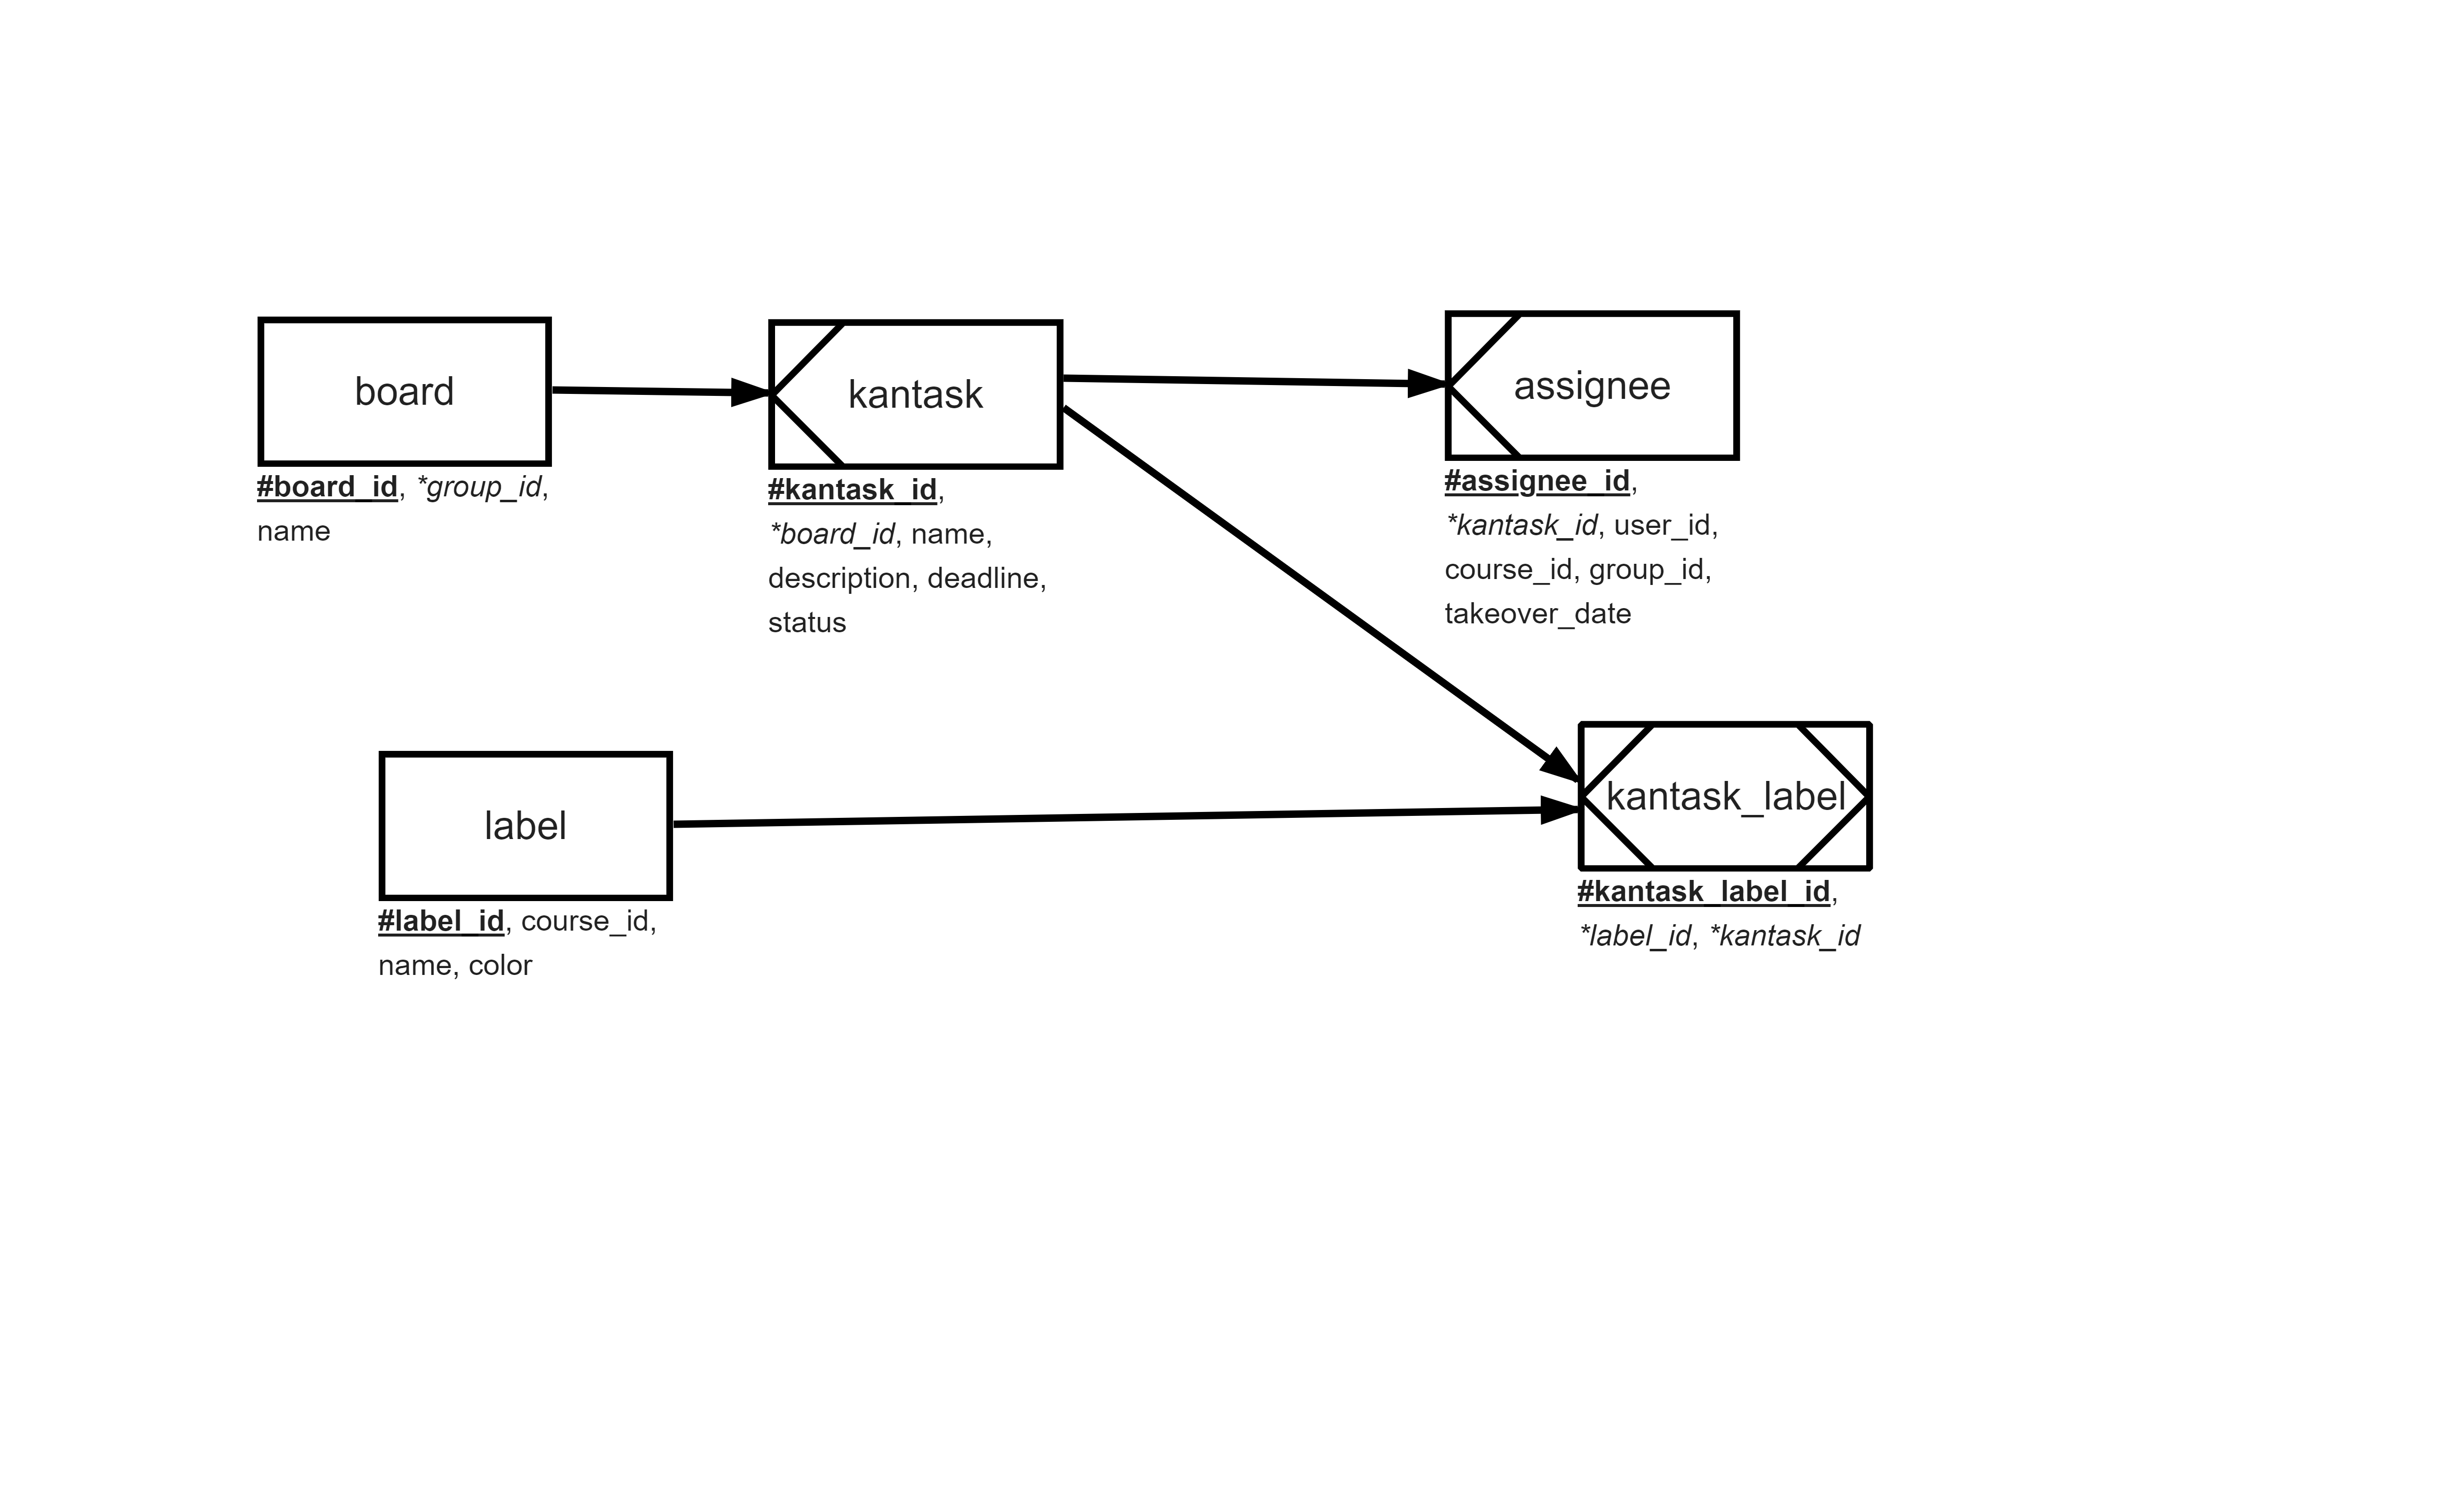 board
#board_id, *group_id,
name
kantask
#kantask_id,
*board_id, name,
description, deadline,
status
assignee
#assignee_id,
*kantask_id, user_id,
course_id, group_id,
takeover_date
label
#label_id, course_id,
name, color
kantask_label
#kantask_label_id,
*label_id, *kantask_id